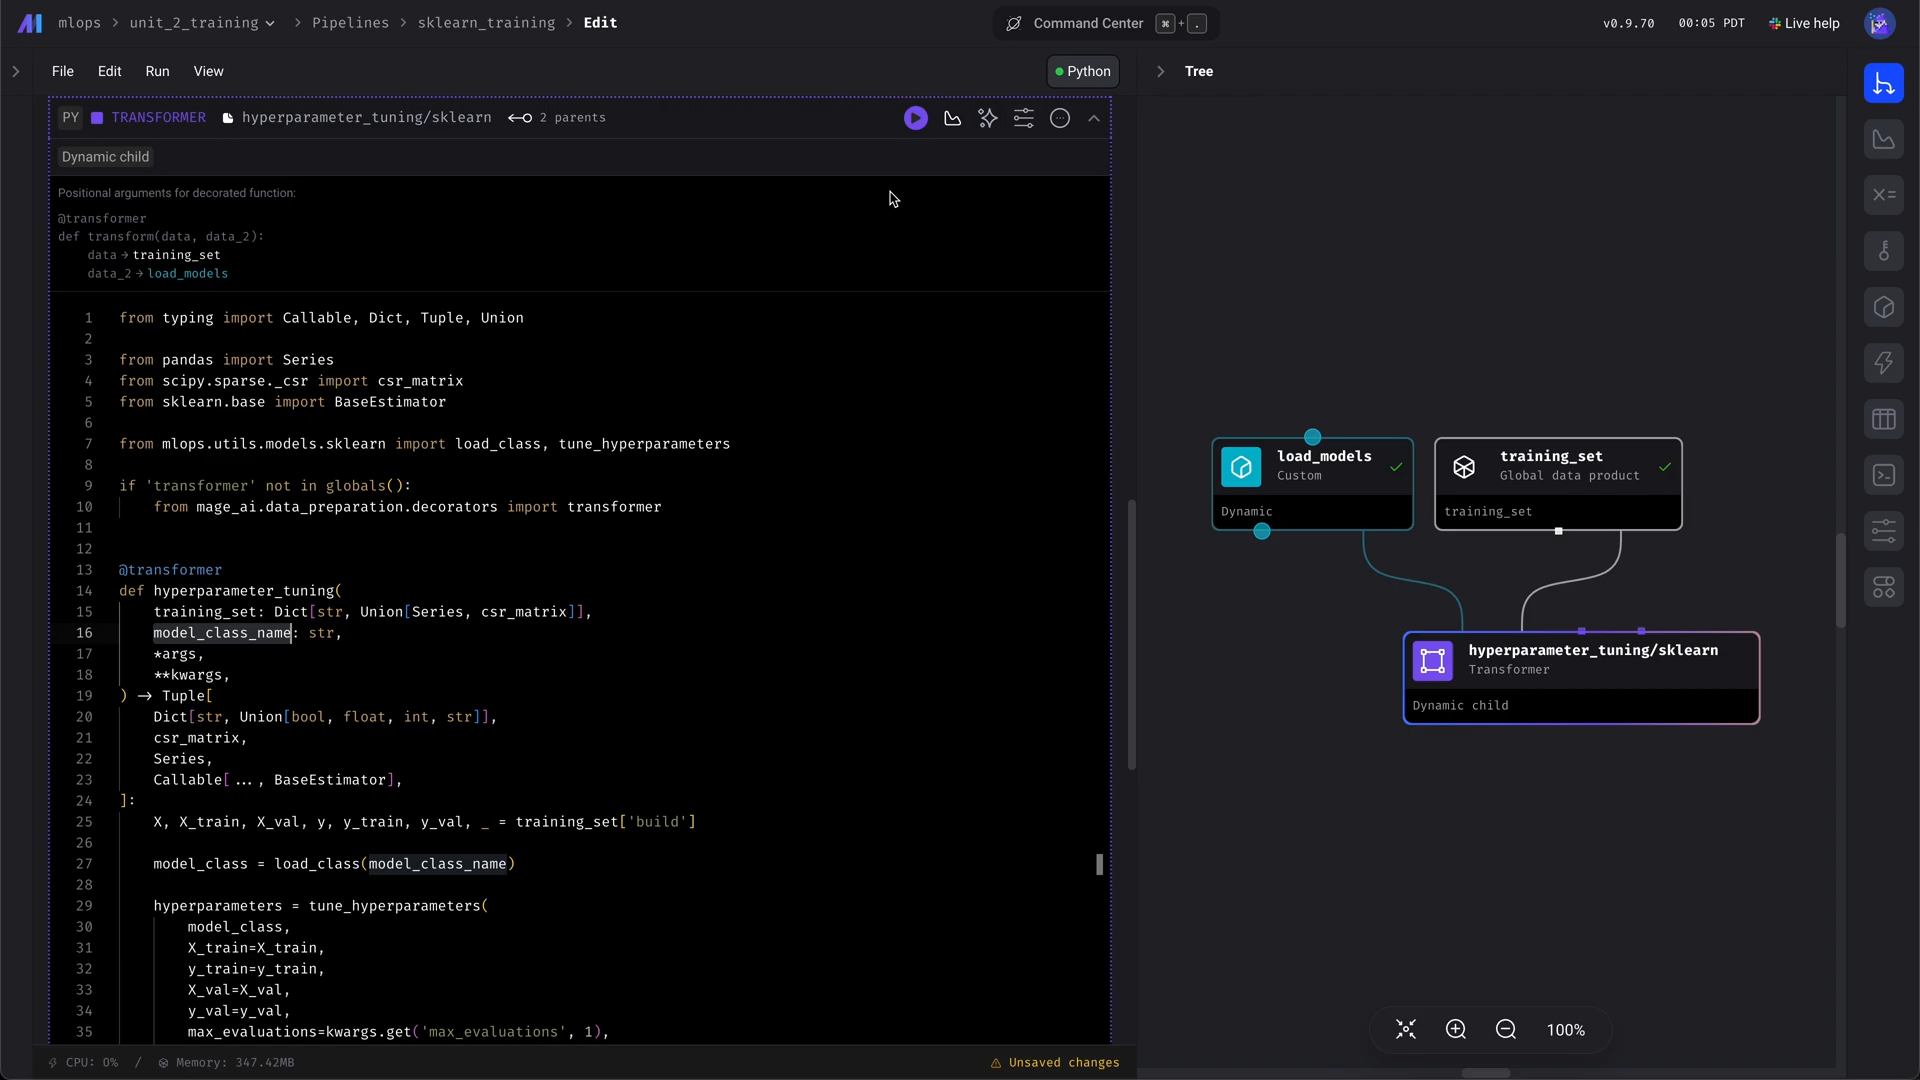 mlops > unit_2_training > Pipelines > sklearn_training > Edit
Command Center ⌘ + .
v0.9.70 00:05 PDT Live help
File Edit Run View
Python
Tree
PY TRANSFORMER hyperparameter_tuning/sklearn 2 parents
Dynamic child
Positional arguments for decorated function:
@transformer
def transform(data, data_2):
data → training_set
data_2 → load_models
1 from typing import Callable, Dict, Tuple, Union
2
3 from pandas import Series
4 from scipy.sparse._csr import csr_matrix
5 from sklearn.base import BaseEstimator
6
7 from mlops.utils.models.sklearn import load_class, tune_hyperparameters
8
9 if 'transformer' not in globals():
10 from mage_ai.data_preparation.decorators import transformer
11
12
13 @transformer
14 def hyperparameter_tuning(
15 training_set: Dict[str, Union[Series, csr_matrix]],
16 model_class_name: str,
17 *args,
18 **kwargs,
19 ) → Tuple[
20 Dict[str, Union[bool, float, int, str]],
21 csr_matrix,
22 Series,
23 Callable[..., BaseEstimator],
24 ]:
25 X, X_train, X_val, y, y_train, y_val, _ = training_set['build']
26
27 model_class = load_class(model_class_name)
28
29 hyperparameters = tune_hyperparameters(
30 model_class,
31 X_train=X_train,
32 y_train=y_train,
33 X_val=X_val,
34 y_val=y_val,
35 max_evaluations=kwargs.get('max_evaluations', 1),
load_models
Custom
Dynamic
training_set
Global data product
training_set
hyperparameter_tuning/sklearn
Transformer
Dynamic child
100%
CPU: 0% / Memory: 347.42MB
Unsaved changes